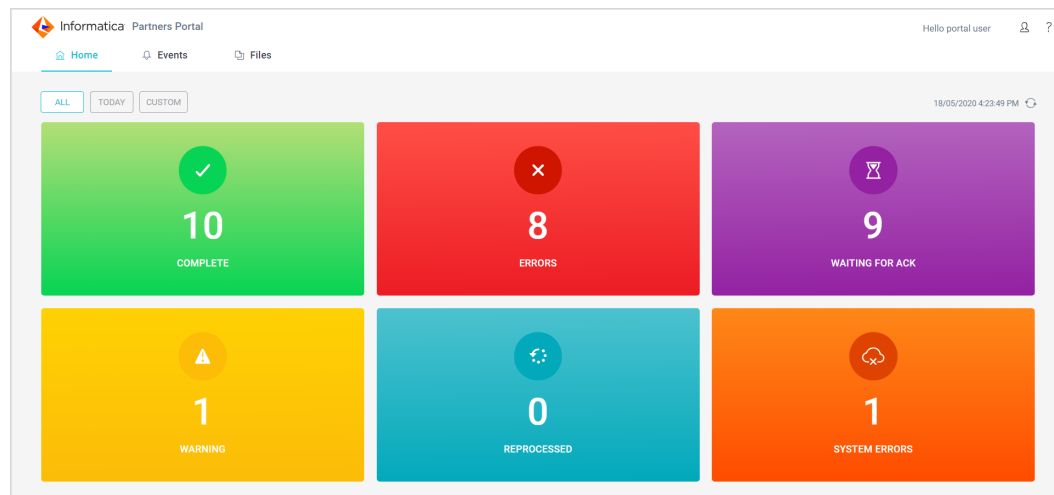 Informatica Partners Portal
Hello portal user
?
Home Events Files
ALL TODAY CUSTOM
18/05/2020 4:23:49 PM
10
COMPLETE
8
ERRORS
9
WAITING FOR ACK
1
WARNING
0
REPROCESSED
1
SYSTEM ERRORS